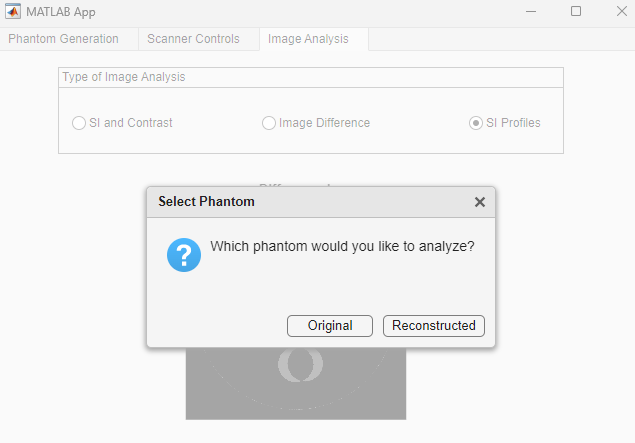 MATLAB App
Phantom Generation
Scanner Controls
Image Analysis
Type of Image Analysis
SI and Contrast
Image Difference
SI Profiles
Select Phantom
Which phantom would you like to analyze?
Original
Reconstructed